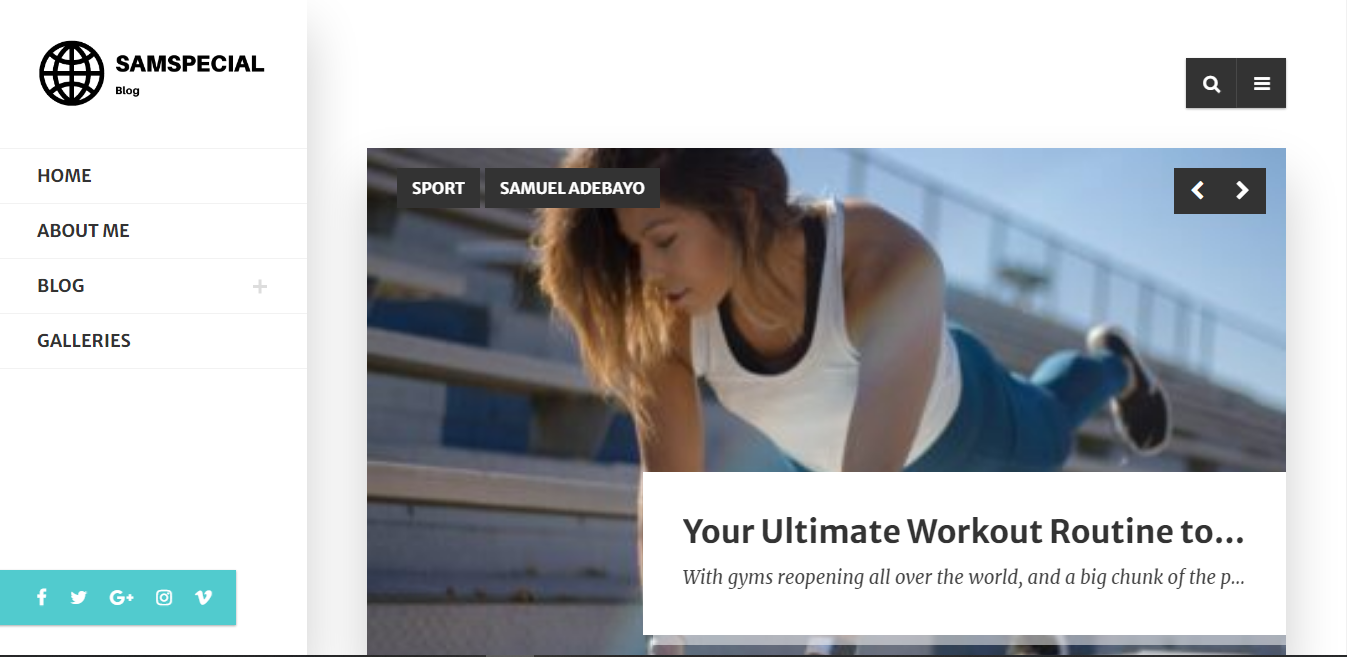 SAMSPECIAL
Blog
HOME
ABOUT ME
BLOG
GALLERIES
SPORT
SAMUEL ADEBAYO
Your Ultimate Workout Routine to...
With gyms reopening all over the world, and a big chunk of the p...